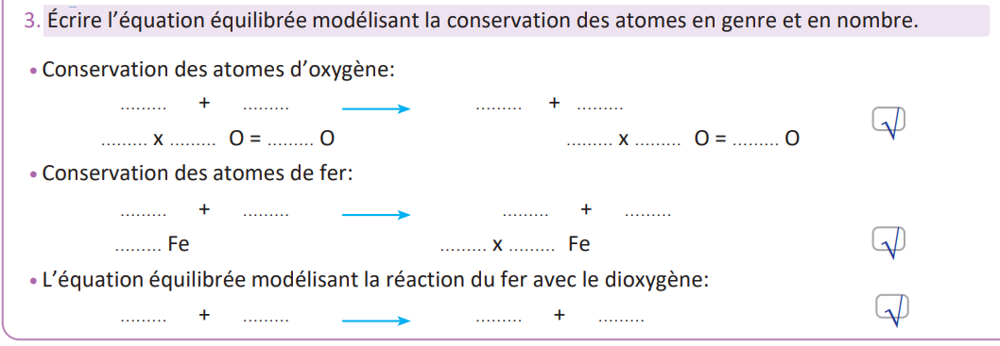 3. Écrire l’équation équilibrée modélisant la conservation des atomes en genre et en nombre.
• Conservation des atomes d’oxygène:
......... + ......... ......... + .........
......... x ......... O = ......... O ......... x ......... O = ......... O
• Conservation des atomes de fer:
......... + ......... ......... + .........
......... Fe ......... x ......... Fe
• L’équation équilibrée modélisant la réaction du fer avec le dioxygène:
......... + ......... ......... + .........